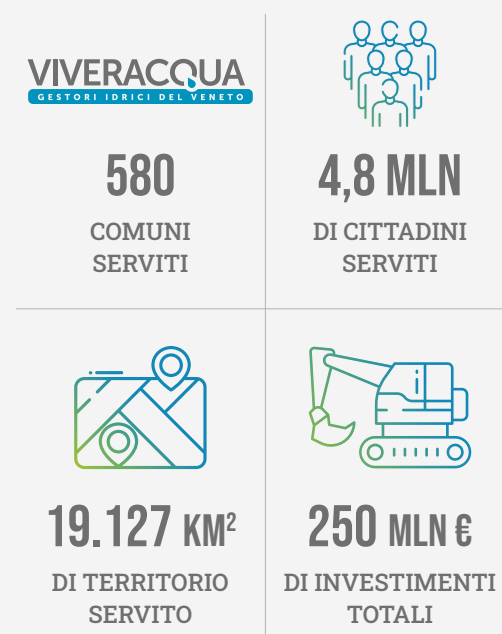 VIVERACQUA
GESTORI IDRICI DEL VENETO
580
COMUNI
SERVITI
4,8 MLN
DI CITTADINI
SERVITI
19.127 KM²
DI TERRITORIO
SERVITO
250 MLN €
DI INVESTIMENTI
TOTALI